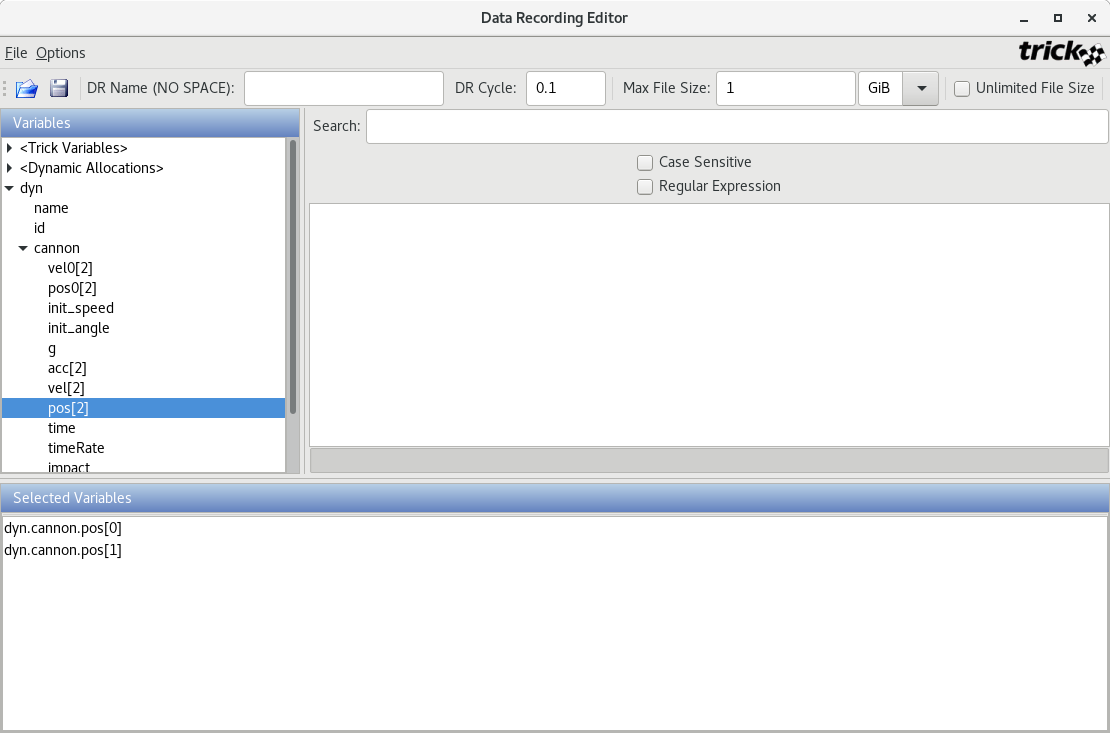 Data Recording Editor
File Options
trick
DR Name (NO SPACE): DR Cycle: 0.1 Max File Size: 1 GiB Unlimited File Size
Variables
<Trick Variables>
<Dynamic Allocations>
dyn
name
id
cannon
vel0[2]
pos0[2]
init_speed
init_angle
g
acc[2]
vel[2]
pos[2]
time
timeRate
impact
Search:
Case Sensitive
Regular Expression
Selected Variables
dyn.cannon.pos[0]
dyn.cannon.pos[1]